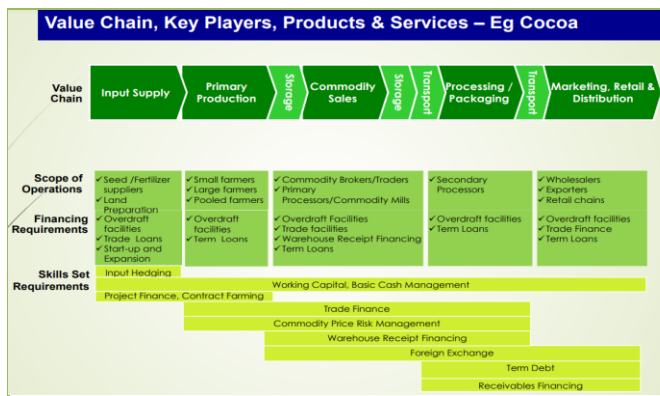 Value Chain, Key Players, Products & Services – Eg Cocoa
Value
Chain
Input Supply
Primary
Production
Storage
Commodity
Sales
Storage
Transport
Processing /
Packaging
Transport
Marketing, Retail &
Distribution
Scope of
Operations
✓Seed /Fertilizer
suppliers
✓Land
Preparation
✓Small farmers
✓Large farmers
✓Pooled farmers
✓Commodity Brokers/Traders
✓Primary
Processors/Commodity Mills
✓Secondary
Processors
✓Wholesalers
✓Exporters
✓Retail chains
Financing
Requirements
✓Overdraft
facilities
✓Trade Loans
✓Start-up and
Expansion
✓Overdraft
facilities
✓Term Loans
✓Overdraft Facilities
✓Trade facilities
✓Warehouse Receipt Financing
✓Term Loans
✓Overdraft facilities
✓Term Loans
✓Overdraft facilities
✓Trade Finance
✓Term Loans
Skills Set
Requirements
Input Hedging
Working Capital, Basic Cash Management
Project Finance, Contract Farming
Trade Finance
Commodity Price Risk Management
Warehouse Receipt Financing
Foreign Exchange
Term Debt
Receivables Financing